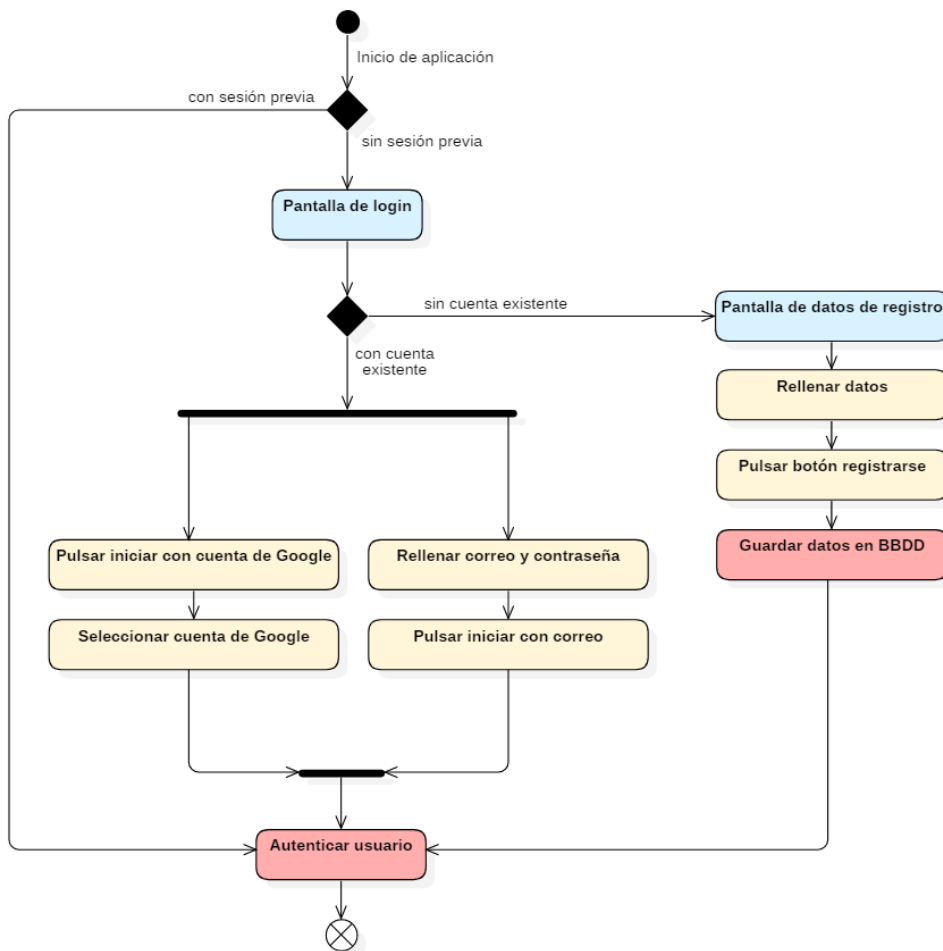 Inicio de aplicación
con sesión previa
sin sesión previa
Pantalla de login
sin cuenta existente
Pantalla de datos de registro
con cuenta
existente
Rellenar datos
Pulsar botón registrarse
Guardar datos en BBDD
Pulsar iniciar con cuenta de Google
Rellenar correo y contraseña
Seleccionar cuenta de Google
Pulsar iniciar con correo
Autenticar usuario